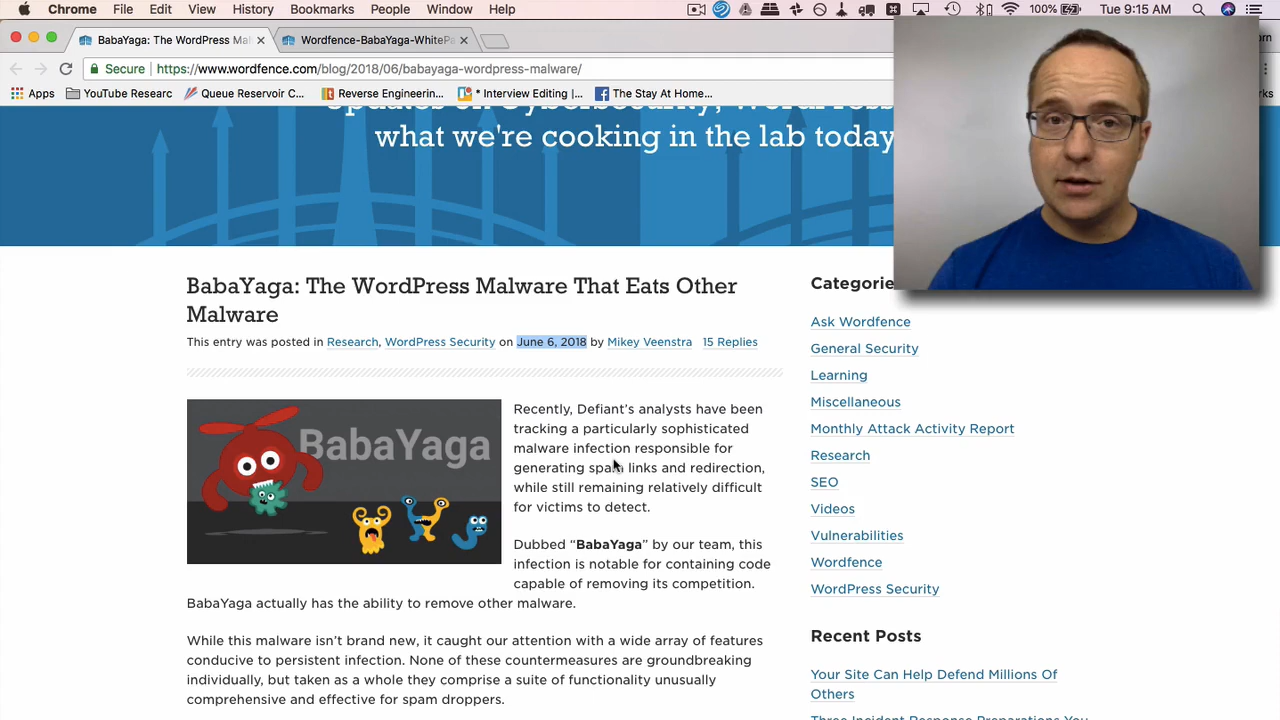 Chrome File Edit View History Bookmarks People Window Help 100% Tue 9:15 AM
BabaYaga: The WordPress Mal Wordfence-BabaYaga-WhitePa
Secure https://www.wordfence.com/blog/2018/06/babayaga-wordpress-malware/
Apps YouTube Researc Queue Reservoir C... Reverse Engineerin... * Interview Editing |... The Stay At Home...
what we're cooking in the lab today
BabaYaga: The WordPress Malware That Eats Other
Malware
This entry was posted in Research, WordPress Security on June 6, 2018 by Mikey Veenstra 15 Replies
BabaYaga
Recently, Defiant's analysts have been
tracking a particularly sophisticated
malware infection responsible for
generating spam links and redirection,
while still remaining relatively difficult
for victims to detect.
Dubbed “BabaYaga” by our team, this
infection is notable for containing code
capable of removing its competition.
BabaYaga actually has the ability to remove other malware.
While this malware isn't brand new, it caught our attention with a wide array of features
conducive to persistent infection. None of these countermeasures are groundbreaking
individually, but taken as a whole they comprise a suite of functionality unusually
comprehensive and effective for spam droppers.
Categorie
Ask Wordfence
General Security
Learning
Miscellaneous
Monthly Attack Activity Report
Research
SEO
Videos
Vulnerabilities
Wordfence
WordPress Security
Recent Posts
Your Site Can Help Defend Millions Of
Others
Three Incident Response Preparations You